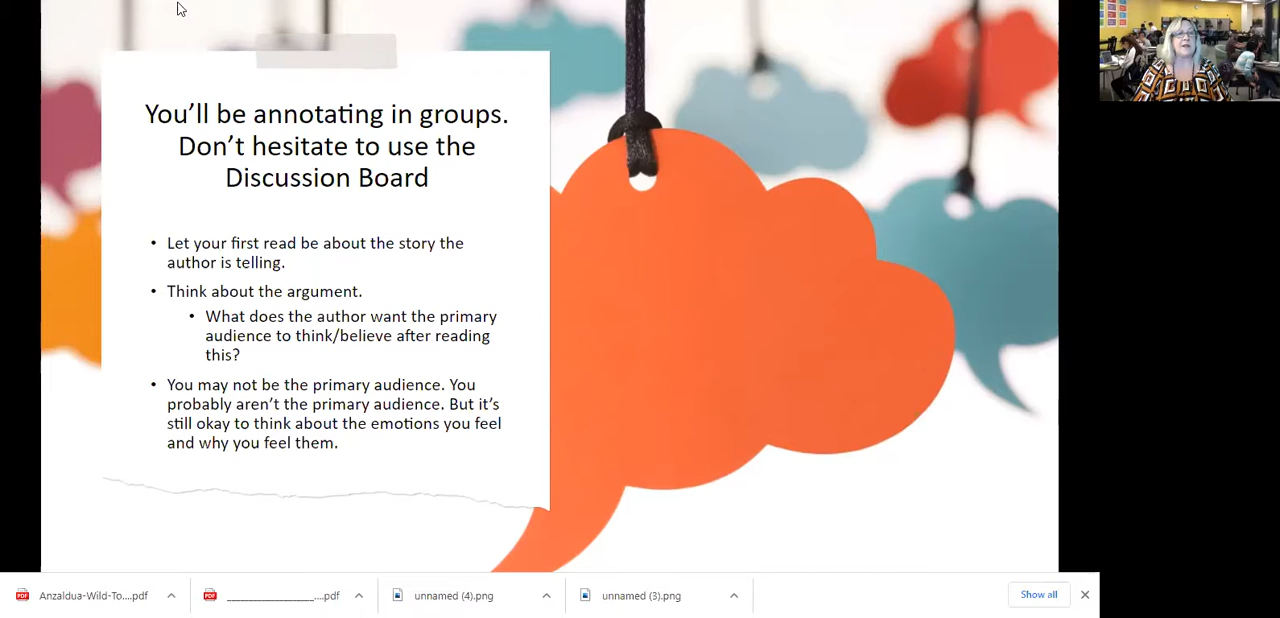 You'll be annotating in groups.
Don't hesitate to use the
Discussion Board
• Let your first read be about the story the
author is telling.
• Think about the argument.
• What does the author want the primary
audience to think/believe after reading
this?
• You may not be the primary audience. You
probably aren't the primary audience. But it's
still okay to think about the emotions you feel
and why you feel them.
Anzaldua-Wild-To....pdf
____________________....pdf
unnamed (4).png
unnamed (3).png
Show all